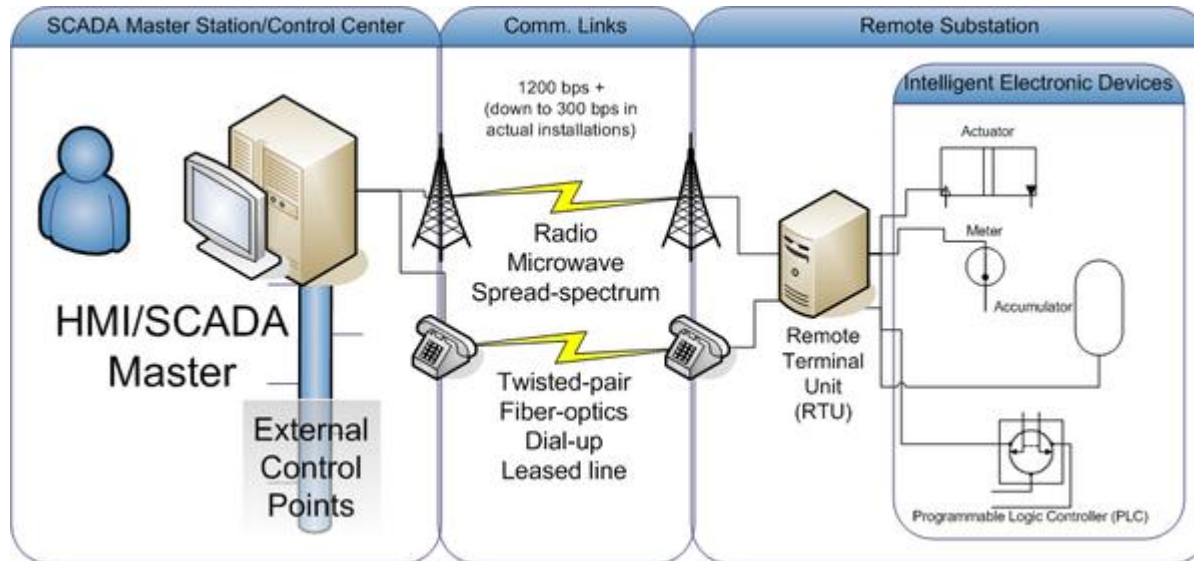 SCADA Master Station/Control Center
Comm. Links
Remote Substation
1200 bps +
(down to 300 bps in
actual installations)
Intelligent Electronic Devices
Actuator
Meter
Accumulator
Radio
Microwave
Spread-spectrum
HMI/SCADA
Master
External
Control
Points
Twisted-pair
Fiber-optics
Dial-up
Leased line
Remote
Terminal
Unit
(RTU)
Programmable Logic Controller (PLC)